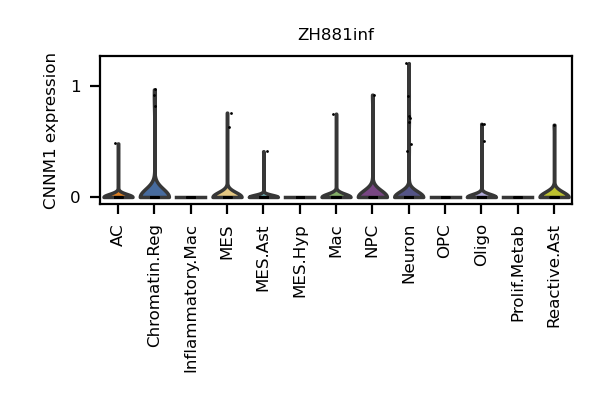 ZH881inf
CNNM1 expression
1
0
AC
Chromatin.Reg
Inflammatory.Mac
MES
MES.Ast
MES.Hyp
Mac
NPC
Neuron
OPC
Oligo
Prolif.Metab
Reactive.Ast